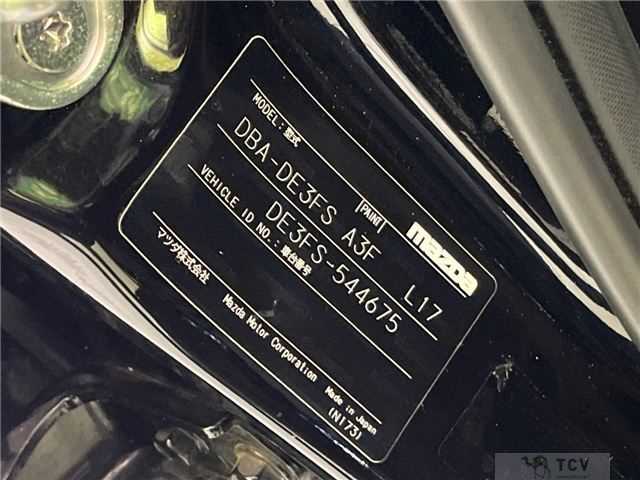 MODEL:型式 PAINT mazda
DBA-DE3FS A3F L17
DE3FS-544675
VEHICLE ID NO.:車台番号
マツダ株式会社
Mazda Motor Corporation Made in Japan
(N173)
TCV